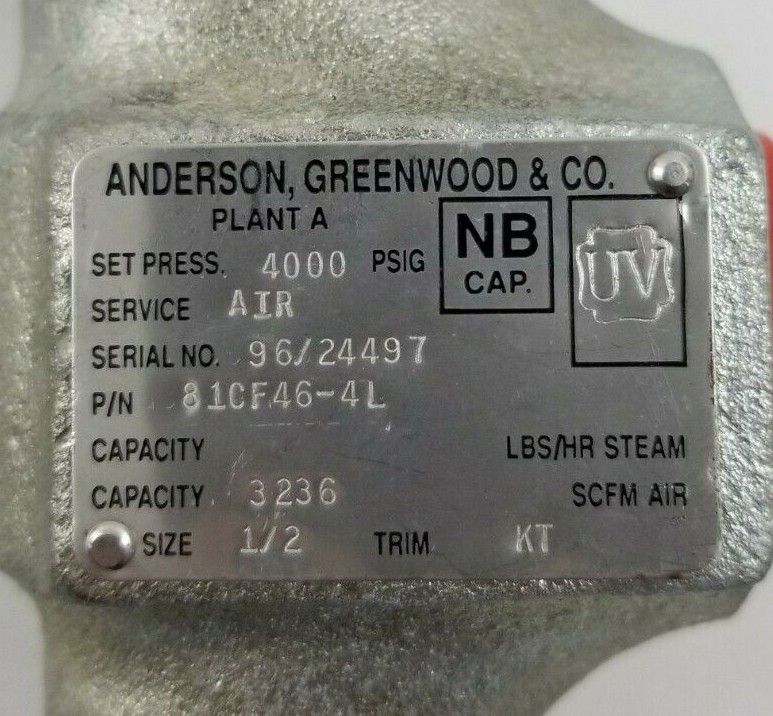 ANDERSON, GREENWOOD & CO.
PLANT A
SET PRESS. 4000 PSIG
NB
CAP.
UV
SERVICE AIR
SERIAL NO. 96/24497
P/N 81CF46-4L
CAPACITY LBS/HR STEAM
CAPACITY 3236 SCFM AIR
SIZE 1/2 TRIM KT